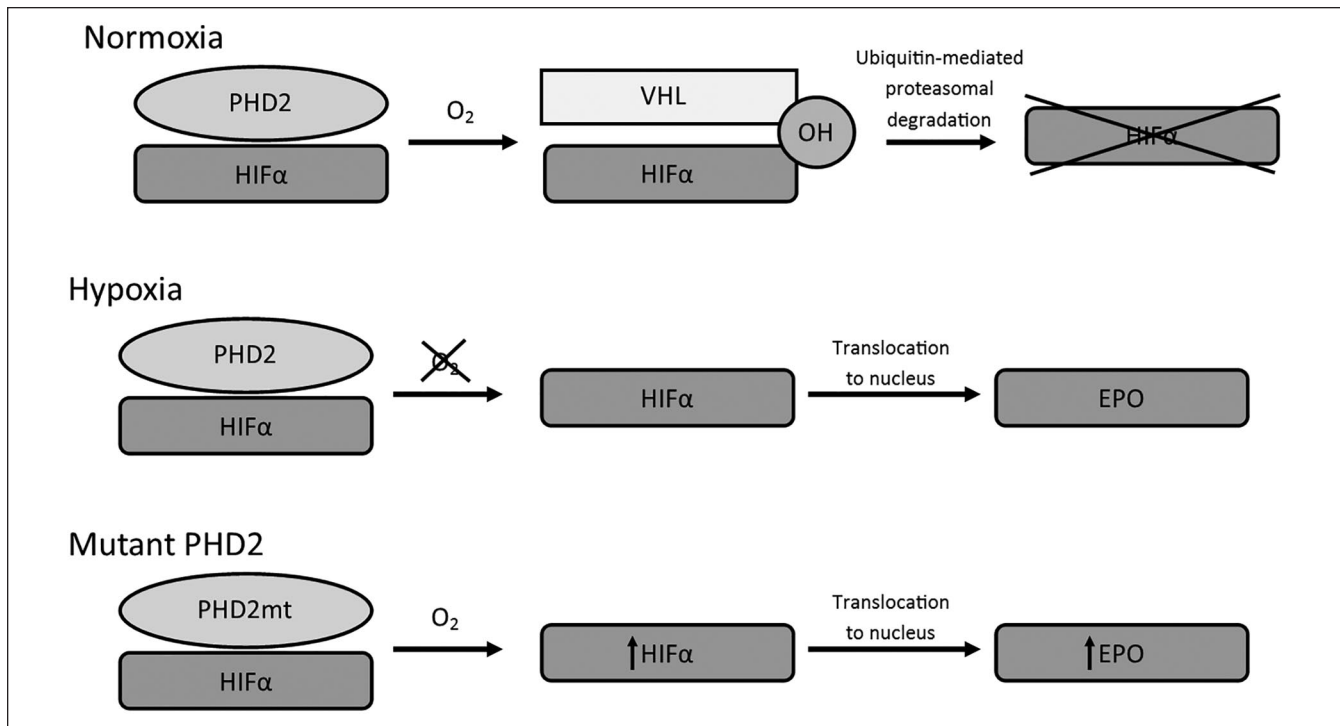 Normoxia
PHD2
HIFα
O₂
VHL
OH
HIFα
Ubiquitin-mediated
proteasomal
degradation
HIFα
Hypoxia
PHD2
HIFα
O₂
HIFα
Translocation
to nucleus
EPO
Mutant PHD2
PHD2mt
HIFα
O₂
↑HIFα
Translocation
to nucleus
↑EPO